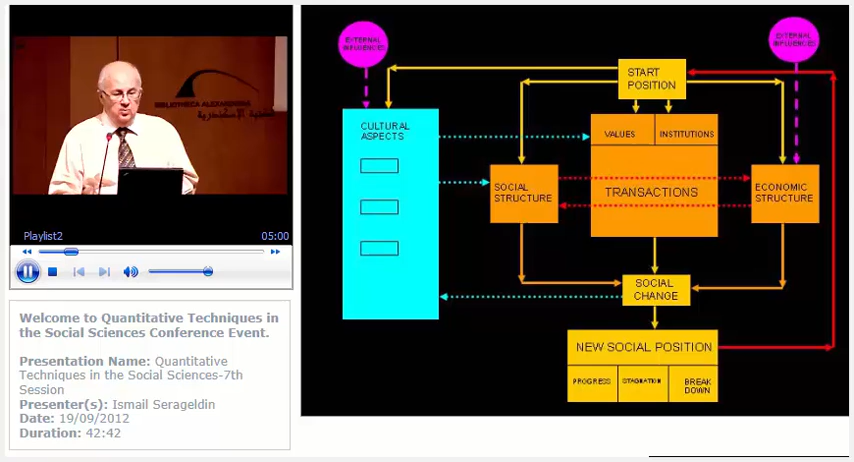 BIBLIOTHECA ALEXANDRINA
مكتبة الإسكندرية
Playlist2
05:00
Welcome to Quantitative Techniques in
the Social Sciences Conference Event.
Presentation Name: Quantitative
Techniques in the Social Sciences-7th
Session
Presenter(s): Ismail Serageldin
Date: 19/09/2012
Duration: 42:42
EXTERNAL
INFLUENCES
EXTERNAL
INFLUENCES
START
POSITION
CULTURAL
ASPECTS
VALUES
INSTITUTIONS
SOCIAL
STRUCTURE
TRANSACTIONS
ECONOMIC
STRUCTURE
SOCIAL
CHANGE
NEW SOCIAL POSITION
PROGRESS
STAGNATION
BREAK
DOWN